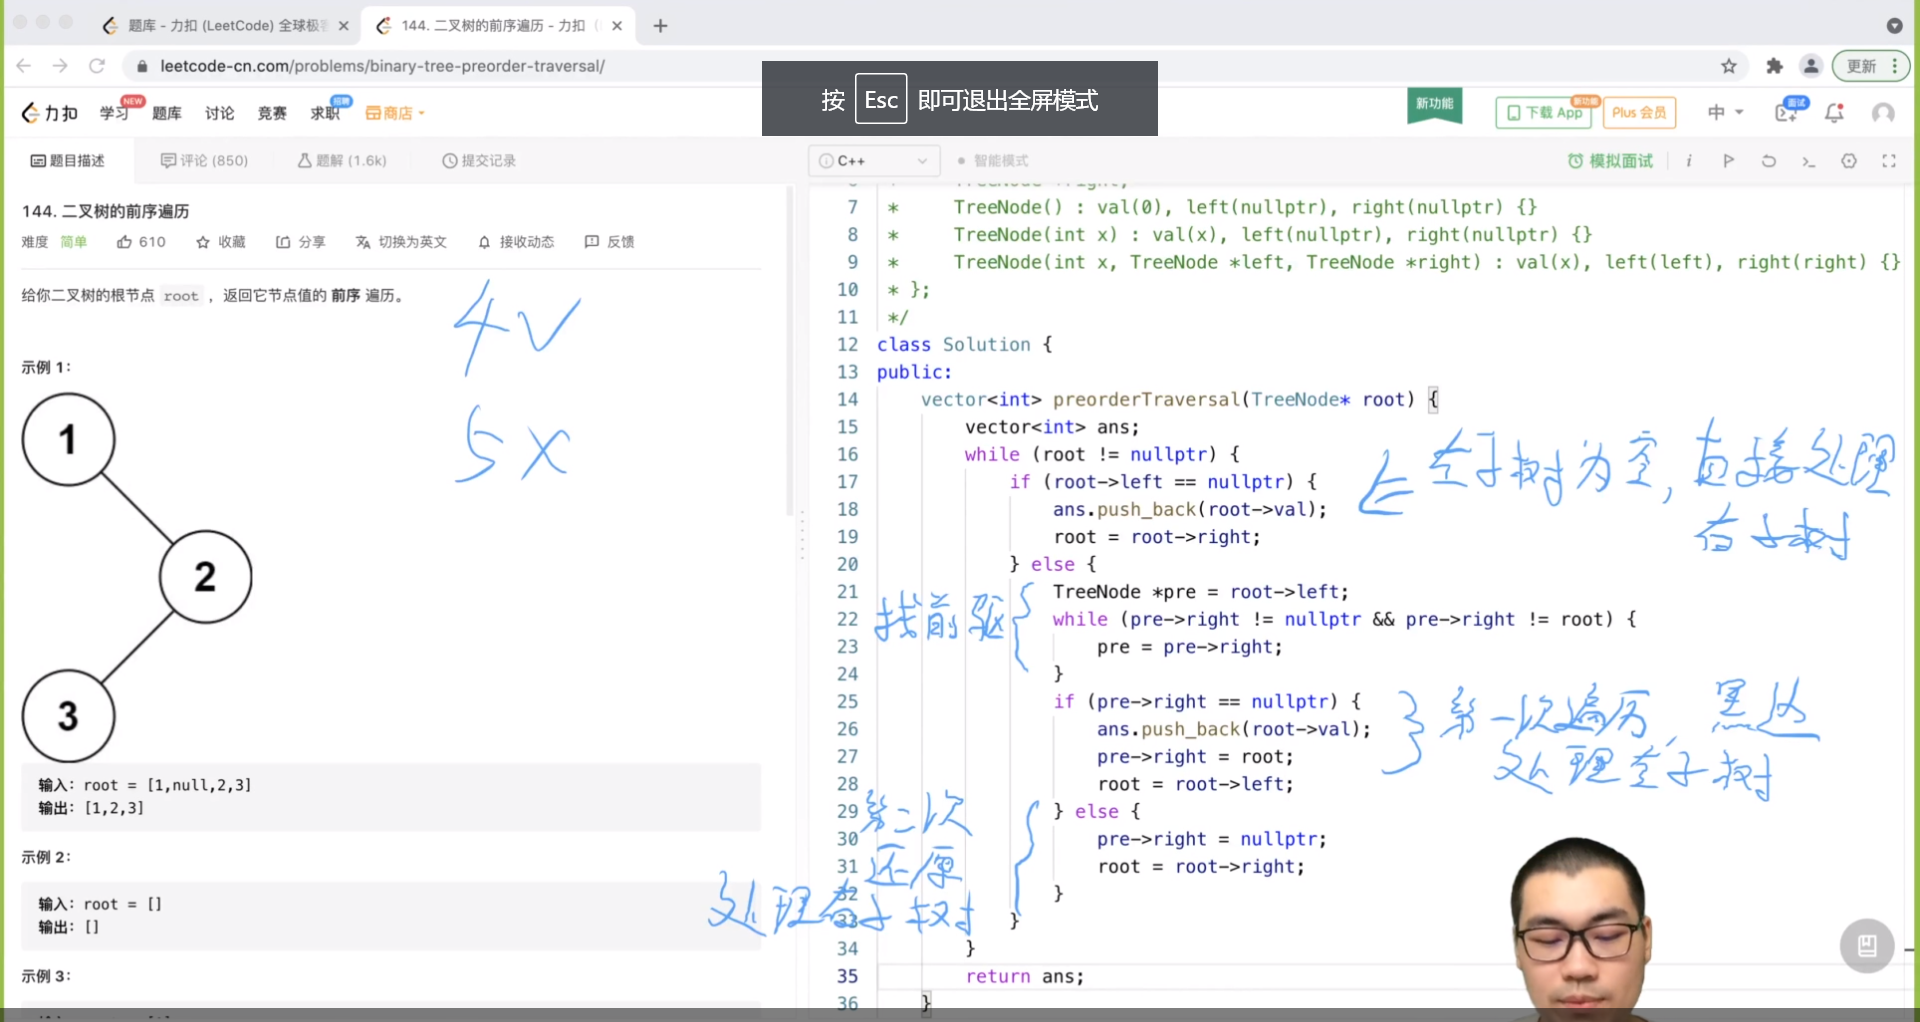 题库 - 力扣 (LeetCode) 全球极客
144. 二叉树的前序遍历 - 力扣
leetcode-cn.com/problems/binary-tree-preorder-traversal/
更新
按 Esc 即可退出全屏模式
力扣
学习 NEW
题库
讨论
竞赛
求职 招聘
商店
新功能
下载 App 新功能
Plus 会员
中
面试
题目描述
评论 (850)
题解 (1.6k)
提交记录
C++
智能模式
模拟面试
144. 二叉树的前序遍历
难度 简单 610 收藏 分享 切换为英文 接收动态 反馈
给你二叉树的根节点 root ，返回它节点值的 前序 遍历。
4 ✓
5 X
示例 1：
1
2
3
输入：root = [1,null,2,3]
输出：[1,2,3]
示例 2：
输入：root = []
输出：[]
示例 3：
7 * TreeNode() : val(0), left(nullptr), right(nullptr) {}
8 * TreeNode(int x) : val(x), left(nullptr), right(nullptr) {}
9 * TreeNode(int x, TreeNode *left, TreeNode *right) : val(x), left(left), right(right) {}
10 * };
11 */
12 class Solution {
13 public:
14 vector<int> preorderTraversal(TreeNode* root) {
15 vector<int> ans;
16 while (root != nullptr) {
17 if (root->left == nullptr) {
18 ans.push_back(root->val);
19 root = root->right;
20 } else {
21 TreeNode *pre = root->left;
22 while (pre->right != nullptr && pre->right != root) {
23 pre = pre->right;
24 }
25 if (pre->right == nullptr) {
26 ans.push_back(root->val);
27 pre->right = root;
28 root = root->left;
29 } else {
30 pre->right = nullptr;
31 root = root->right;
32 }
33 }
34 }
35 return ans;
36 }
左子树为空，直接处理
右子树
找前驱
第一次遍历，
处理左子树
第二次
还原
处理右子树